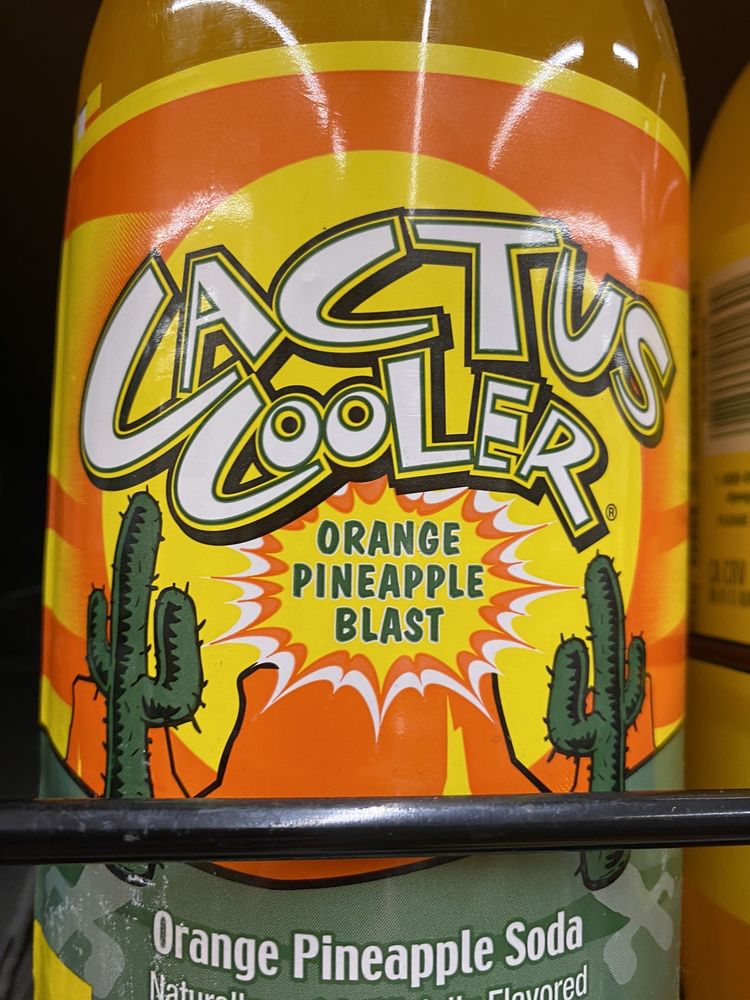 CACTUS
COOLER®
ORANGE
PINEAPPLE
BLAST
Orange Pineapple Soda
Flavored